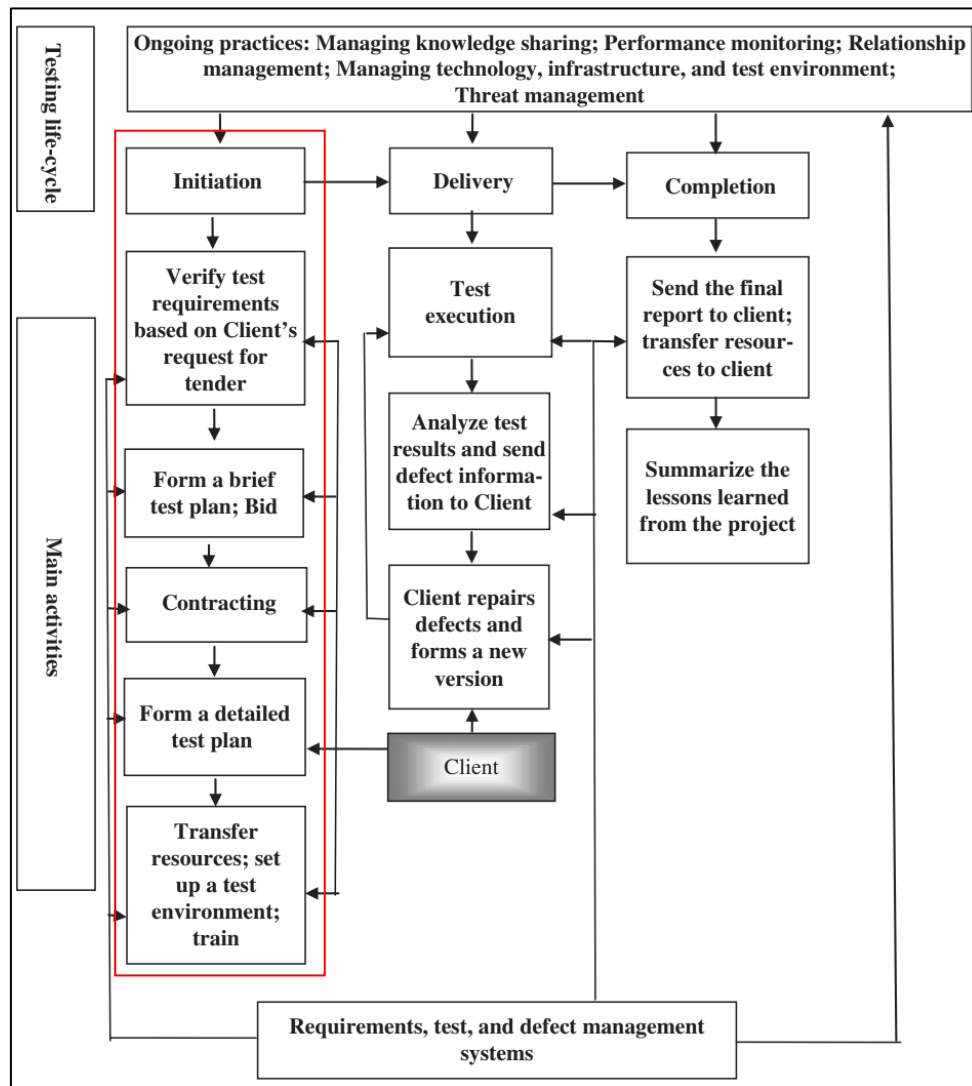 Testing life-cycle
Ongoing practices: Managing knowledge sharing; Performance monitoring; Relationship
management; Managing technology, infrastructure, and test environment;
Threat management
Initiation
Delivery
Completion
Main activities
Verify test
requirements
based on Client's
request for
tender
Form a brief
test plan; Bid
Contracting
Form a detailed
test plan
Transfer
resources; set
up a test
environment;
train
Test
execution
Analyze test
results and send
defect informa-
tion to Client
Client repairs
defects and
forms a new
version
Client
Send the final
report to client;
transfer resour-
ces to client
Summarize the
lessons learned
from the project
Requirements, test, and defect management
systems